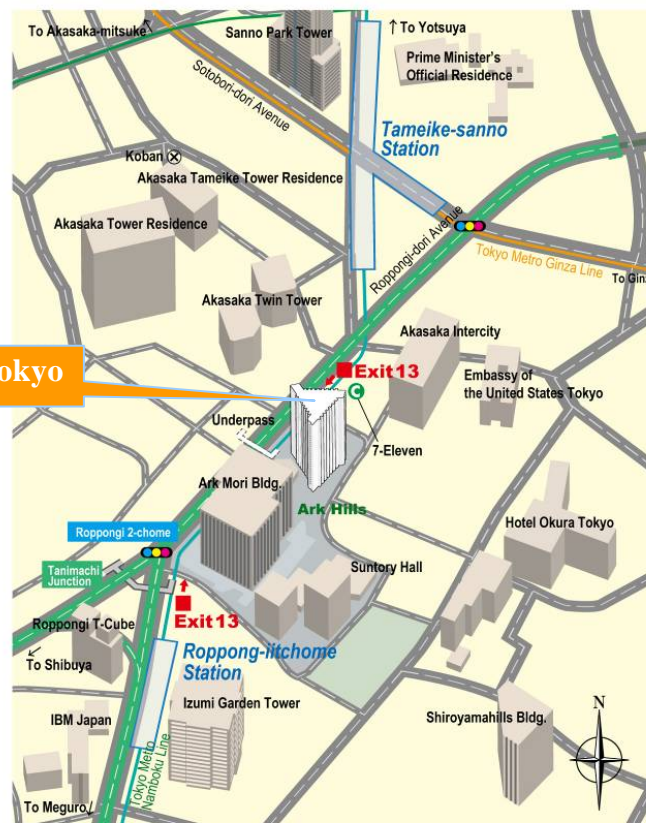 To Akasaka-mitsuke
Sanno Park Tower
To Yotsuya
Prime Minister's
Official Residence
Sotobori-dori Avenue
Tameike-sanno
Station
Koban
Akasaka Tameike Tower Residence
Akasaka Tower Residence
Roppongi-dori Avenue
Tokyo Metro Ginza Line
To Ginz
Akasaka Twin Tower
Akasaka Intercity
okyo
Exit13
Embassy of
the United States Tokyo
Underpass
7-Eleven
C
Ark Mori Bldg.
Ark Hills
Roppongi 2-chome
Hotel Okura Tokyo
Tanimachi
Junction
Suntory Hall
Exit13
Roppongi T-Cube
To Shibuya
Roppong-iitchome
Station
Izumi Garden Tower
IBM Japan
Shiroyamahills Bldg.
N
Tokyo Metro
Namboku Line
To Meguro